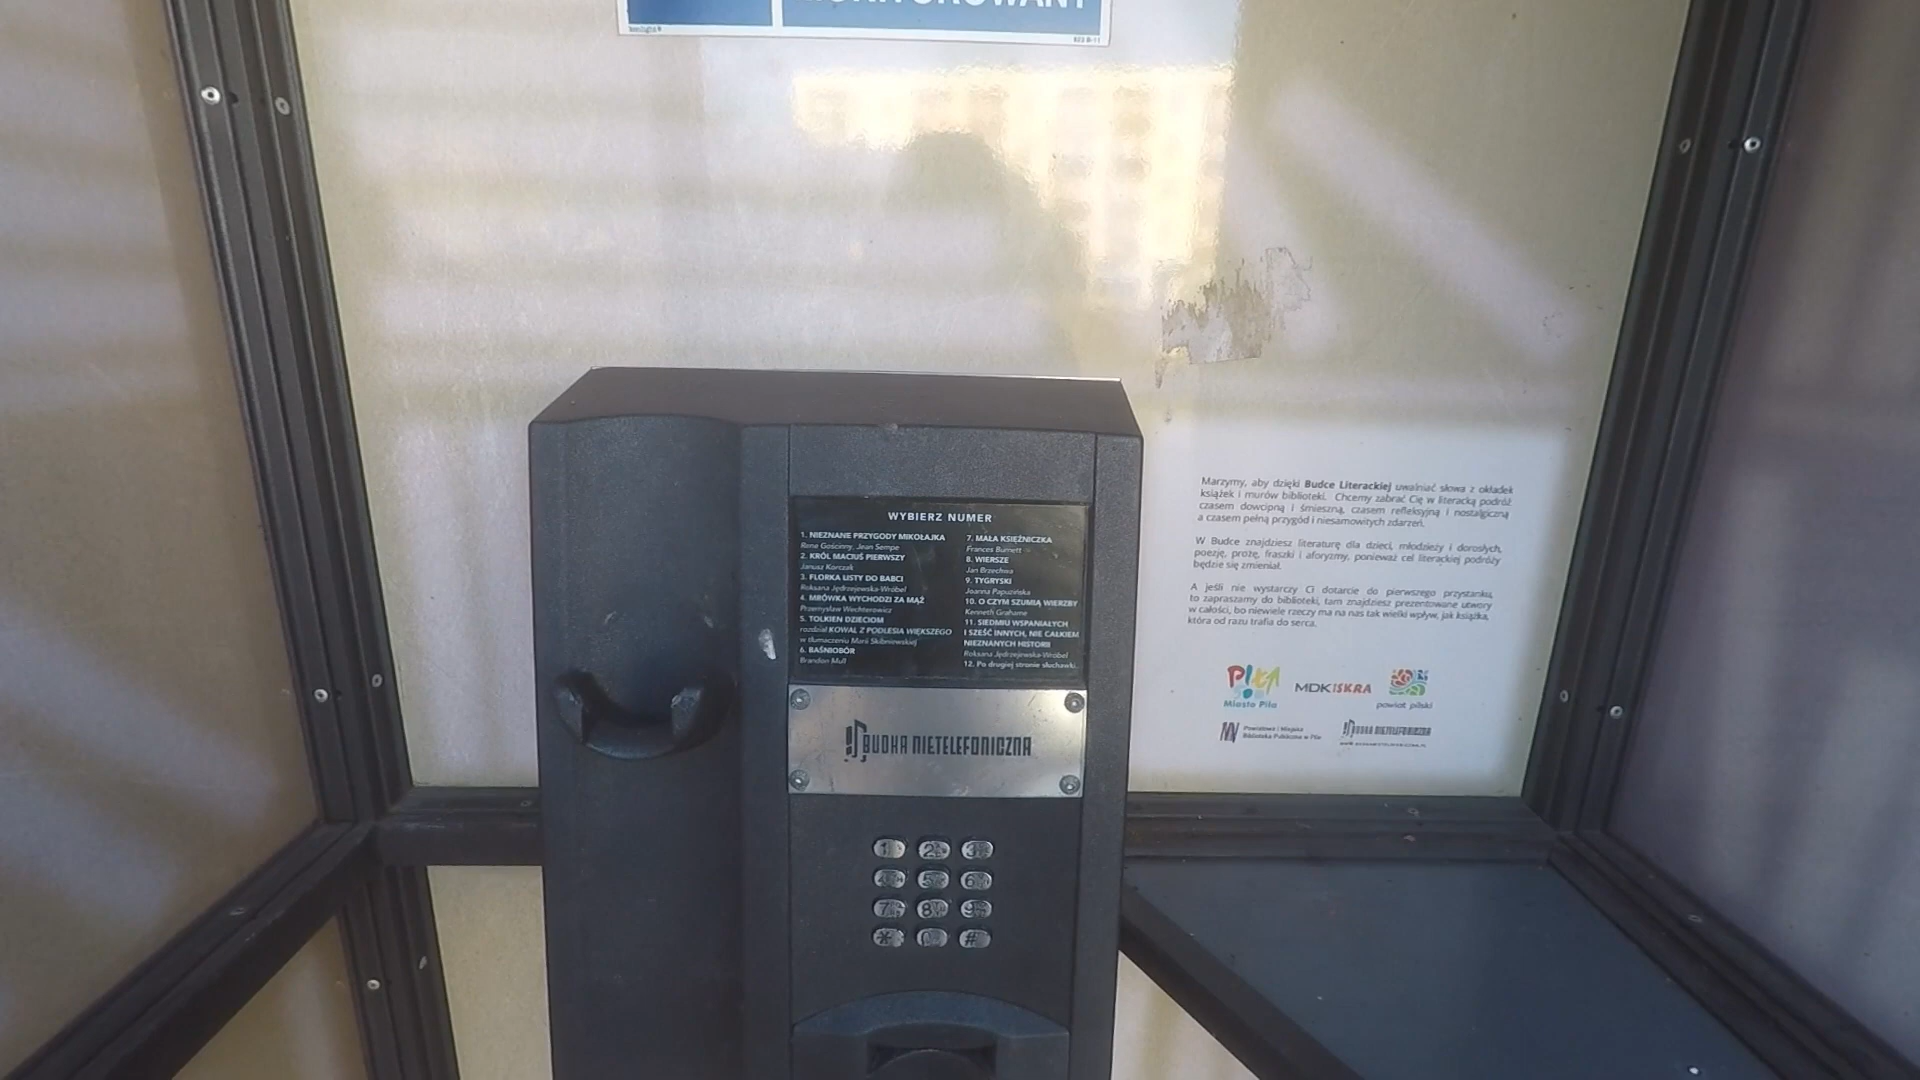 WYBIERZ NUMER
1. NIEZNANE PRZYGODY MIKOŁAJKA
Rene Gościnny, Jean Sempe
2. KRÓL MACIUŚ PIERWSZY
Janusz Korczak
3. FLORKA LISTY DO BABCI
Roksana Jędrzejewska-Wróbel
4. MRÓWKA WYCHODZI ZA MĄŻ
Przemysław Wechterowicz
5. TOLKIEN DZIECIOM
rozdział KOWAL Z PODLESIA WIĘKSZEGO
w tłumaczeniu Marii Skibniewskiej
6. BAŚNIOBÓR
Brandon Mull
7. MAŁA KSIĘŻNICZKA
Frances Burnett
8. WIERSZE
Jan Brzechwa
9. TYGRYSKI
Joanna Papuzińska
10. O CZYM SZUMIĄ WIERZBY
Kenneth Grahame
11. SIEDMIU WSPANIAŁYCH
I SZEŚĆ INNYCH, NIE CAŁKIEM
NIEZNANYCH HISTORII
Roksana Jędrzejewska-Wróbel
12. Po drugiej stronie słuchawki.
BUDKA NIETELEFONICZNA
1 2 3
4 5 6
7 8 9
* 0 #
Marzymy, aby dzięki Budce Literackiej uwalniać słowa z okładek
książek i murów biblioteki. Chcemy zabrać Cię w literacką podróż
czasem dowcipną i śmieszną, czasem refleksyjną i nostalgiczną
a czasem pełną przygód i niesamowitych zdarzeń.
W Budce znajdziesz literaturę dla dzieci, młodzieży i dorosłych,
poezję, prozę, fraszki i aforyzmy, ponieważ cel literackiej podróży
będzie się zmieniał.
A jeśli nie wystarczy Ci dotarcie do pierwszego przystanku,
to zapraszamy do biblioteki, tam znajdziesz prezentowane utwory
w całości, bo niewiele rzeczy ma na nas tak wielki wpływ, jak książka,
która od razu trafia do serca.
Piła
Miasto Piła
MDK ISKRA
powiat pilski
Powiatowa i Miejska
Biblioteka Publiczna w Pile
BUDKA NIETELEFONICZNA